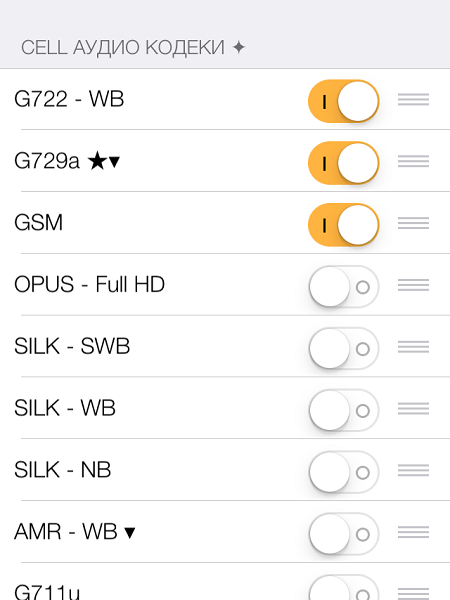 CELL АУДИО КОДЕКИ ✦
G722 - WB
G729a ★▾
GSM
OPUS - Full HD
SILK - SWB
SILK - WB
SILK - NB
AMR - WB ▾
G711u